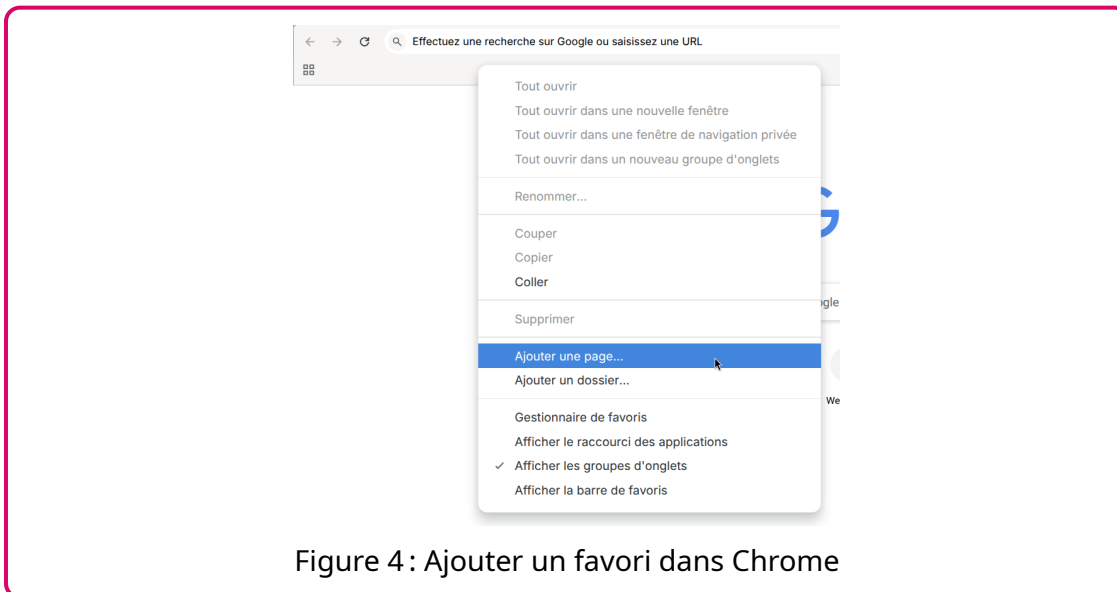 Effectuez une recherche sur Google ou saisissez une URL
Tout ouvrir
Tout ouvrir dans une nouvelle fenêtre
Tout ouvrir dans une fenêtre de navigation privée
Tout ouvrir dans un nouveau groupe d'onglets
Renommer...
Couper
Copier
Coller
ogle
Supprimer
Ajouter une page...
Ajouter un dossier...
We
Gestionnaire de favoris
Afficher le raccourci des applications
Afficher les groupes d'onglets
Afficher la barre de favoris
Figure 4 : Ajouter un favori dans Chrome